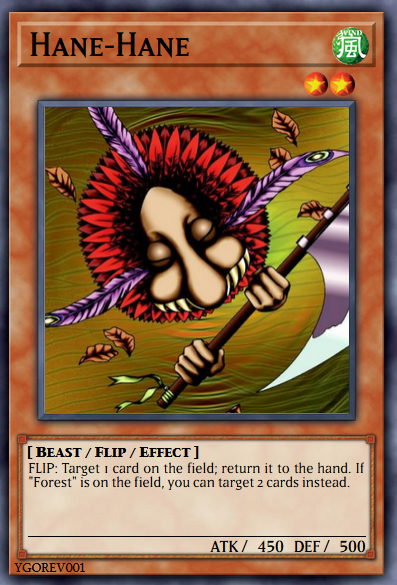 Hane-Hane
WIND
風
[ Beast / Flip / Effect ]
FLIP: Target 1 card on the field; return it to the hand. If
"Forest" is on the field, you can target 2 cards instead.
ATK / 450 DEF / 500
YGOREV001